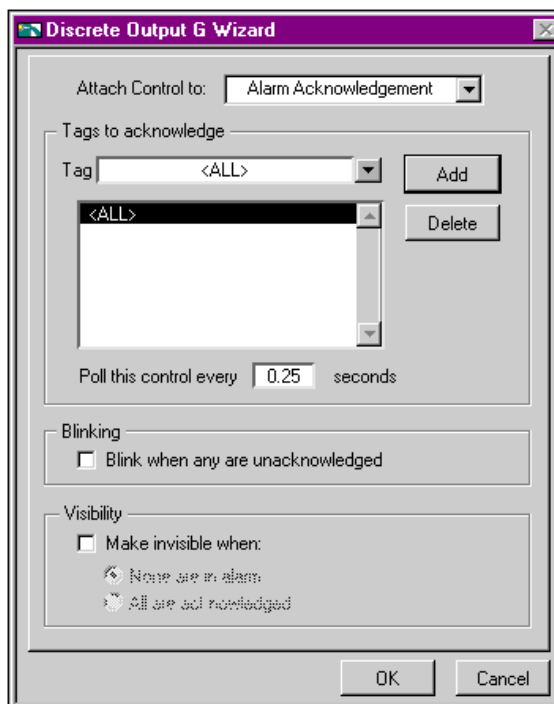 Discrete Output G Wizard
Attach Control to: Alarm Acknowledgement
Tags to acknowledge
Tag <ALL> Add
<ALL>
Delete
Poll this control every 0.25 seconds
Blinking
Blink when any are unacknowledged
Visibility
Make invisible when:
None are in alarm
All are acknowledged
OK Cancel